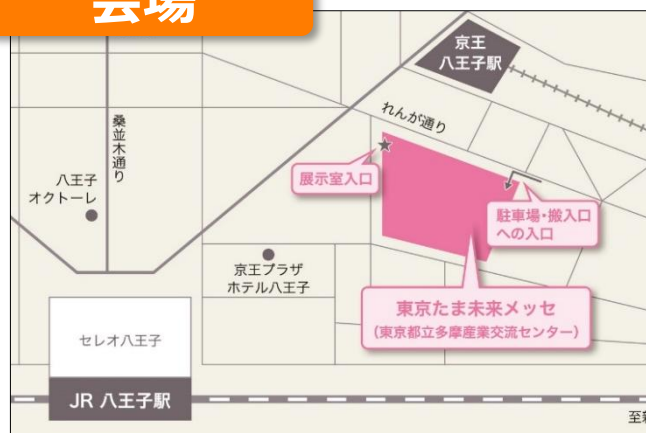 会場
京王
八王子駅
れんが通り
桑並木通り
展示室入口
八王子
オクトーレ
駐車場・搬入口
への入口
京王プラザ
ホテル八王子
東京たま未来メッセ
（東京都立多摩産業交流センター）
セレオ八王子
JR 八王子駅
至新